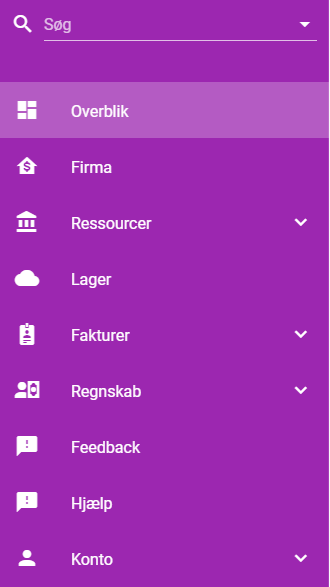 Søg
Overblik
Firma
Ressourcer
Lager
Fakturer
Regnskab
Feedback
Hjælp
Konto